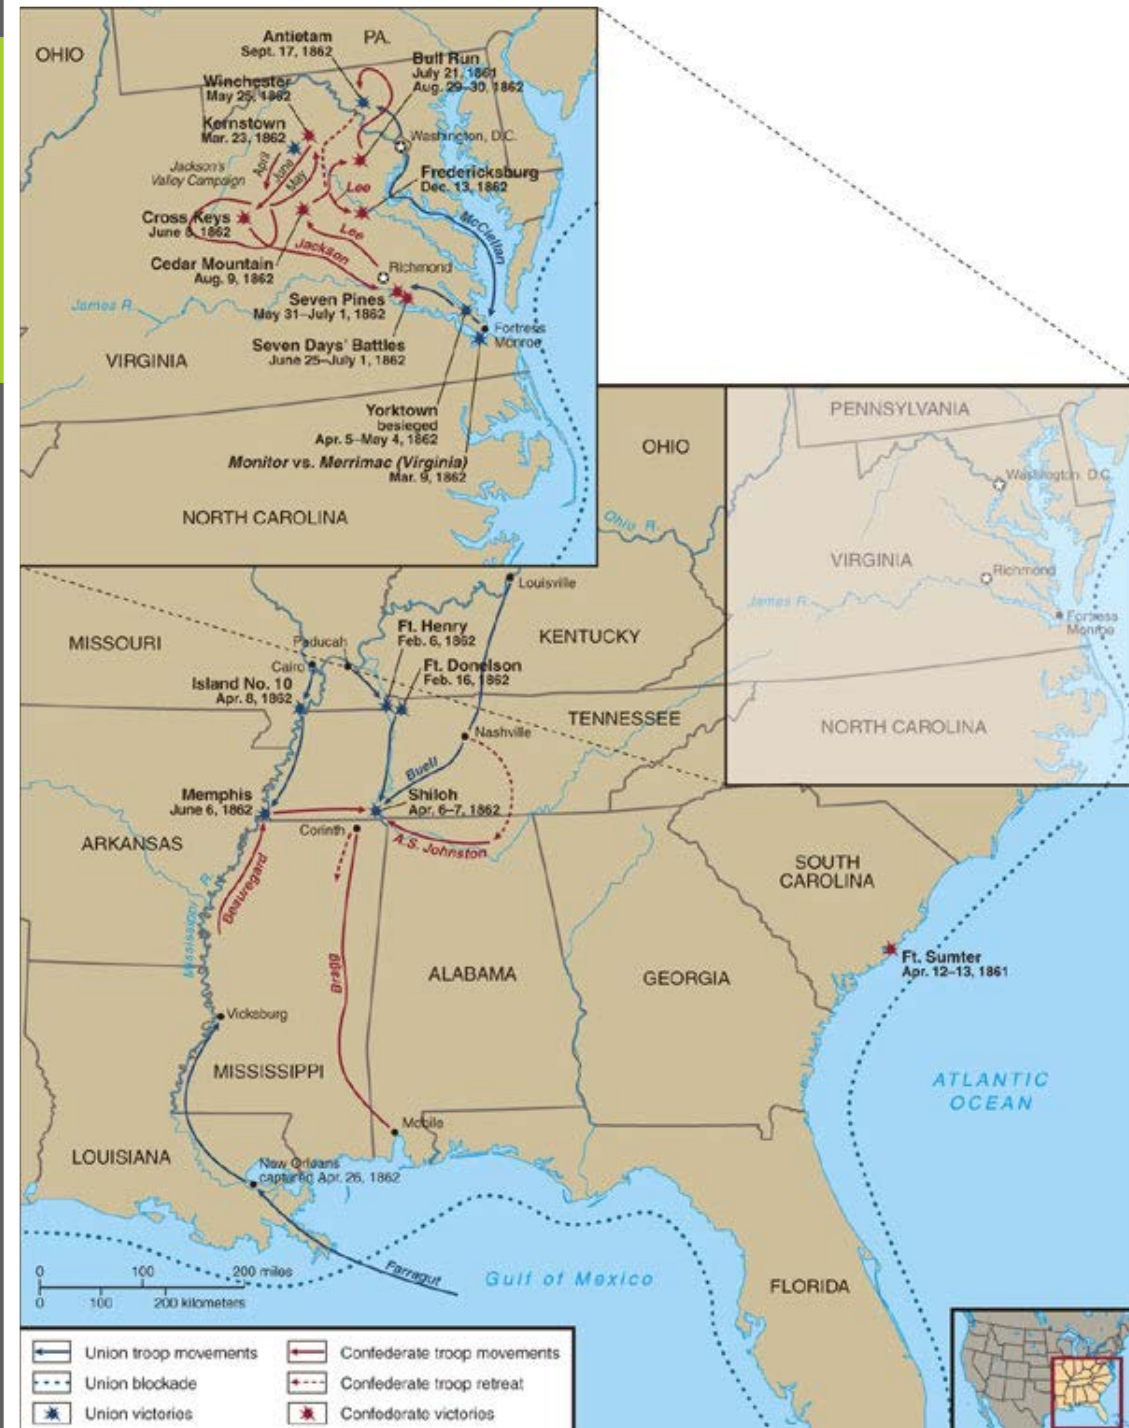 OHIO
PA.
Antietam
Sept. 17, 1862
Bull Run
July 21, 1861
Aug. 29–30, 1862
Winchester
May 25, 1862
Kernstown
Mar. 23, 1862
Washington, D.C.
Jackson's
Valley Campaign
April
June
May
Fredericksburg
Dec. 13, 1862
Lee
McClellan
Cross Keys
June 8, 1862
Lee
Jackson
Cedar Mountain
Aug. 9, 1862
Richmond
James R.
Seven Pines
May 31–July 1, 1862
Fortress
Monroe
Seven Days' Battles
June 25–July 1, 1862
VIRGINIA
Yorktown
besieged
Apr. 5–May 4, 1862
Monitor vs. Merrimac (Virginia)
Mar. 9, 1862
NORTH CAROLINA
PENNSYLVANIA
OHIO
Washington, D.C.
Ohio R.
VIRGINIA
Richmond
James R.
Fortress
Monroe
NORTH CAROLINA
Louisville
MISSOURI
Paducah
Ft. Henry
Feb. 6, 1862
KENTUCKY
Cairo
Ft. Donelson
Feb. 16, 1862
Island No. 10
Apr. 8, 1862
TENNESSEE
Nashville
Buell
Memphis
June 6, 1862
Shiloh
Apr. 6–7, 1862
Corinth
A.S. Johnston
ARKANSAS
Beauregard
Mississippi R.
SOUTH
CAROLINA
Bragg
ALABAMA
GEORGIA
Ft. Sumter
Apr. 12–13, 1861
Vicksburg
MISSISSIPPI
ATLANTIC
OCEAN
Mobile
LOUISIANA
New Orleans
captured Apr. 26, 1862
Farragut
Gulf of Mexico
FLORIDA
0 100 200 miles
0 100 200 kilometers
Union troop movements
Confederate troop movements
Union blockade
Confederate troop retreat
Union victories
Confederate victories